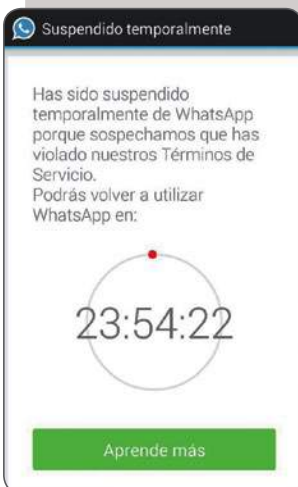 Suspendido temporalmente
Has sido suspendido
temporalmente de WhatsApp
porque sospechamos que has
violado nuestros Términos de
Servicio.
Podrás volver a utilizar
WhatsApp en:
23:54:22
Aprende más